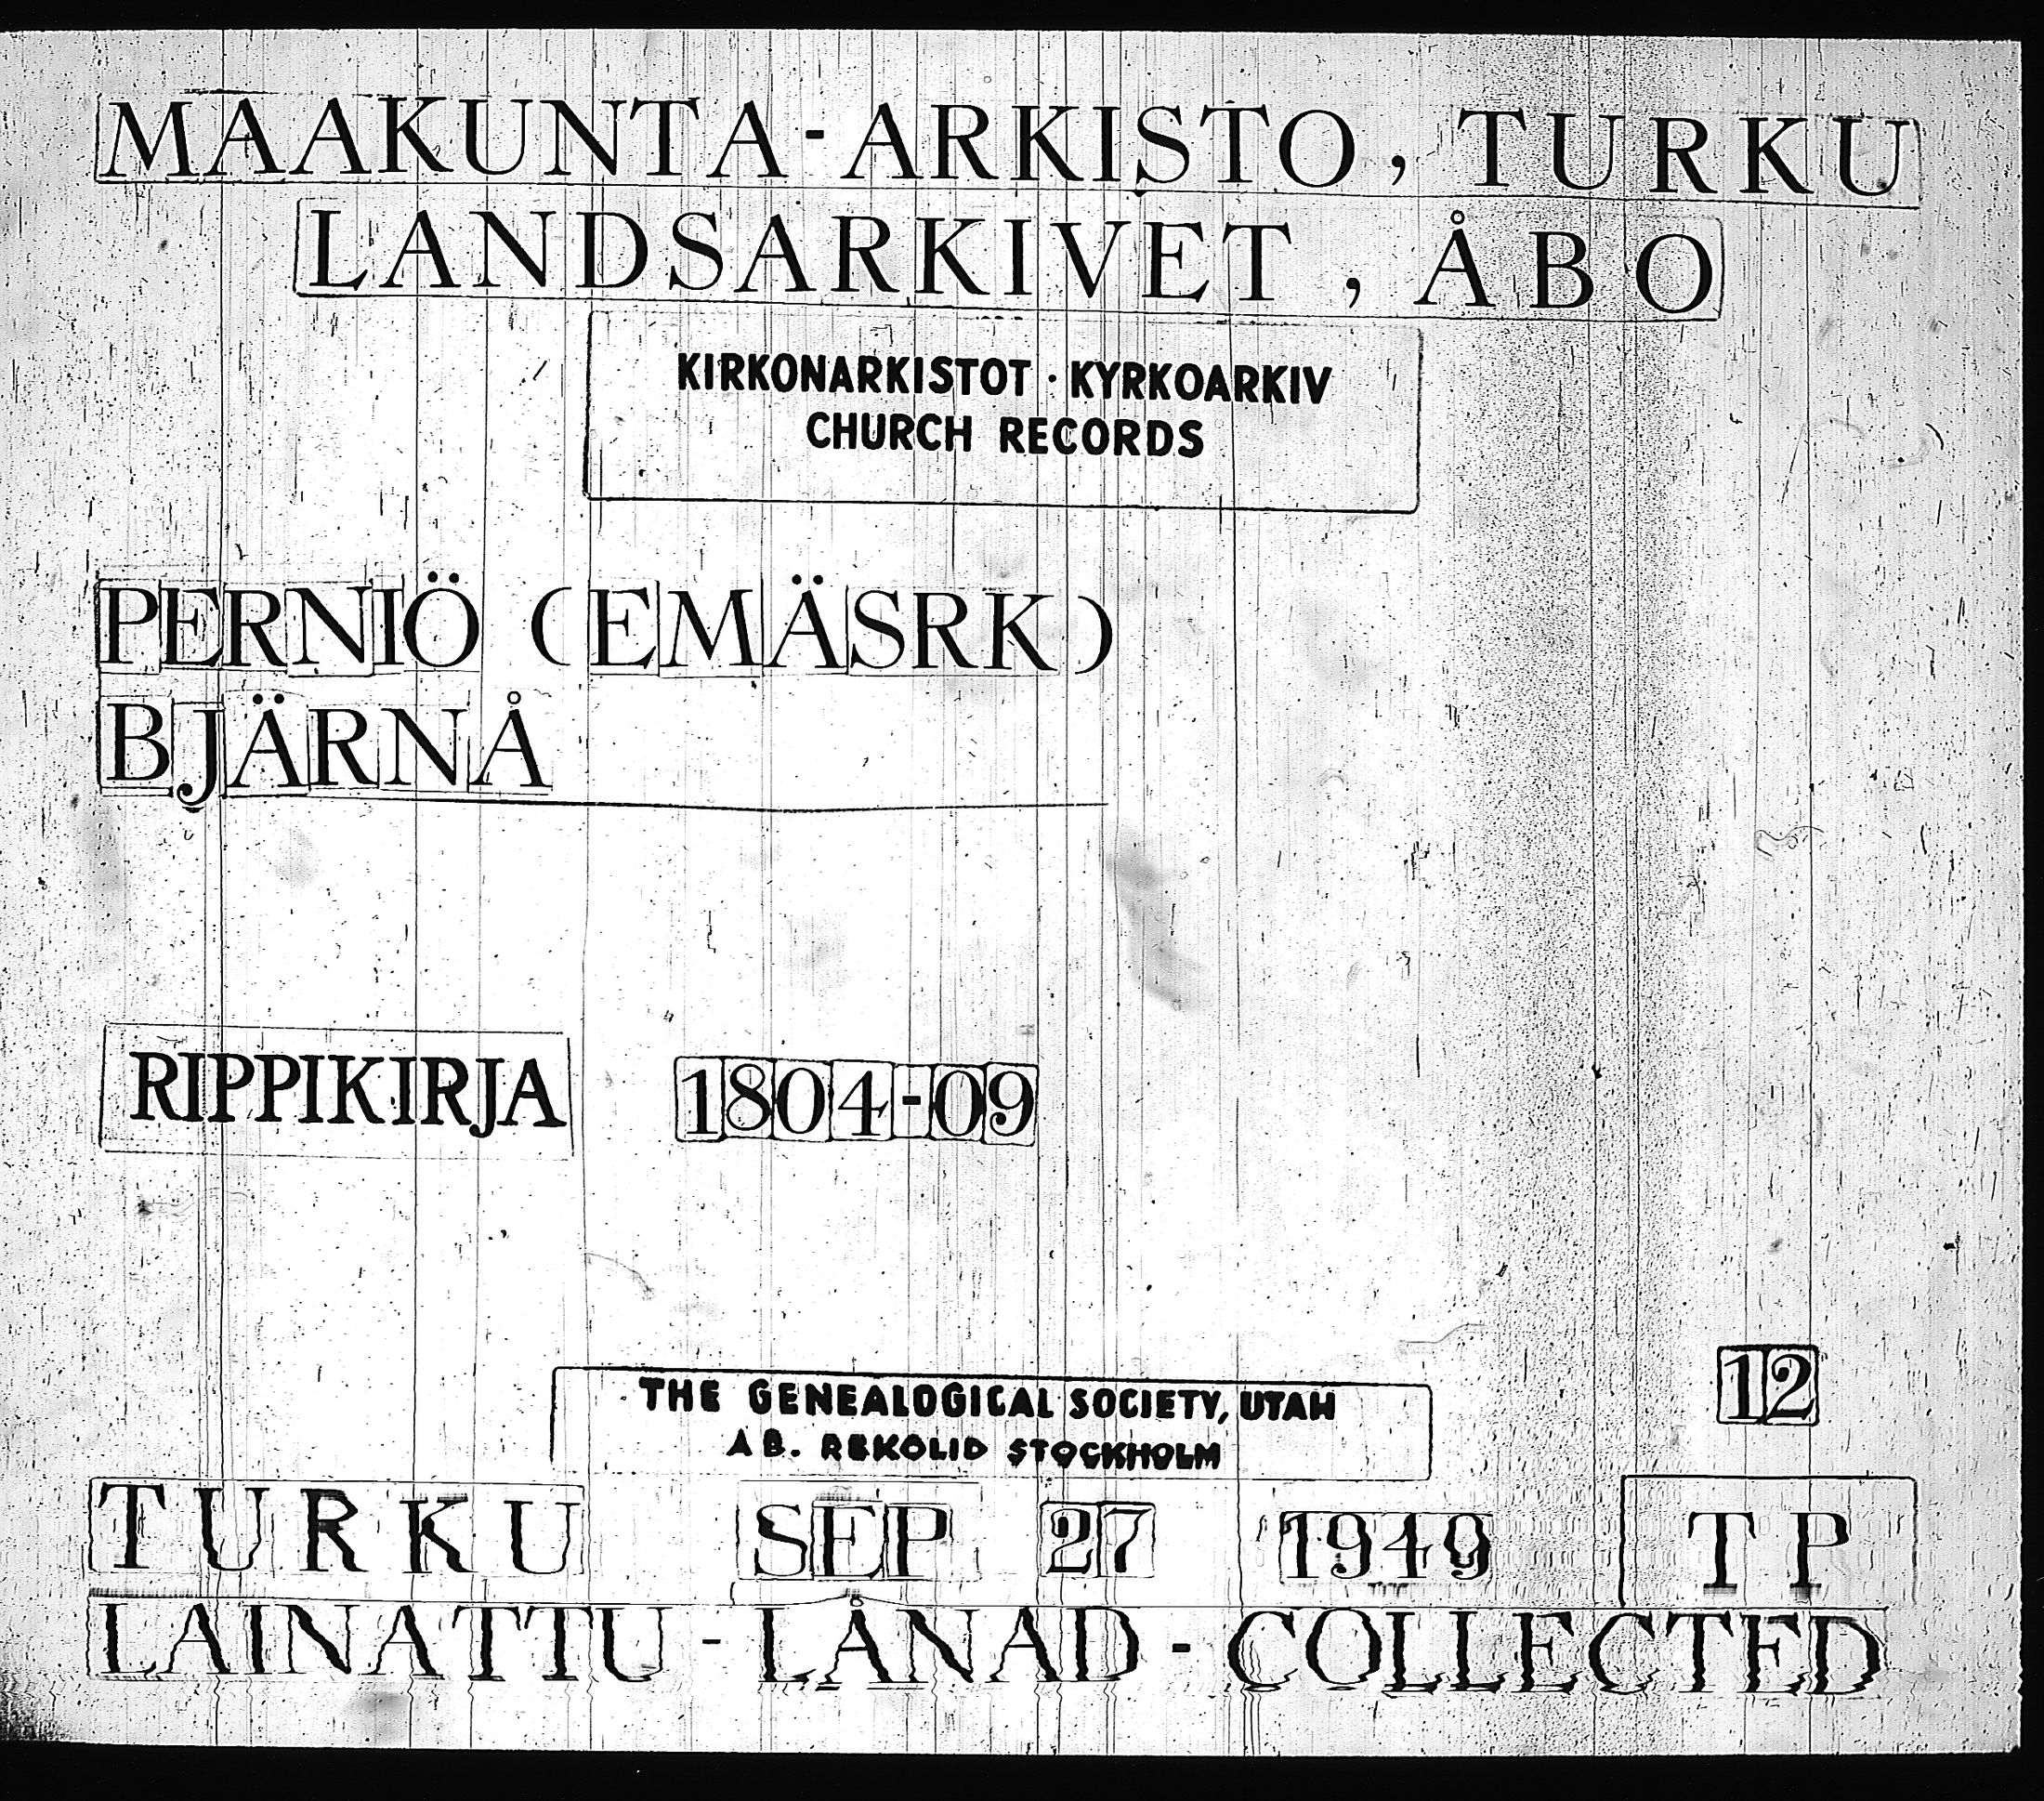 MAAKUNTA-ARKISTO, TURKU
LANDSARKIVET, ÅBO
KIRKONARKISTOT · KYRKOARKIV
CHURCH RECORDS
PERNIÖ (EMÄSRK)
BJÄRNÅ
RIPPIKIRJA 1804-09
12
THE GENEALOGICAL SOCIETY, UTAH
AB. REKOLID STOCKHOLM
TURKU SEP 27 1949 TP
LAINATTU - LÅNAD - COLLECTED